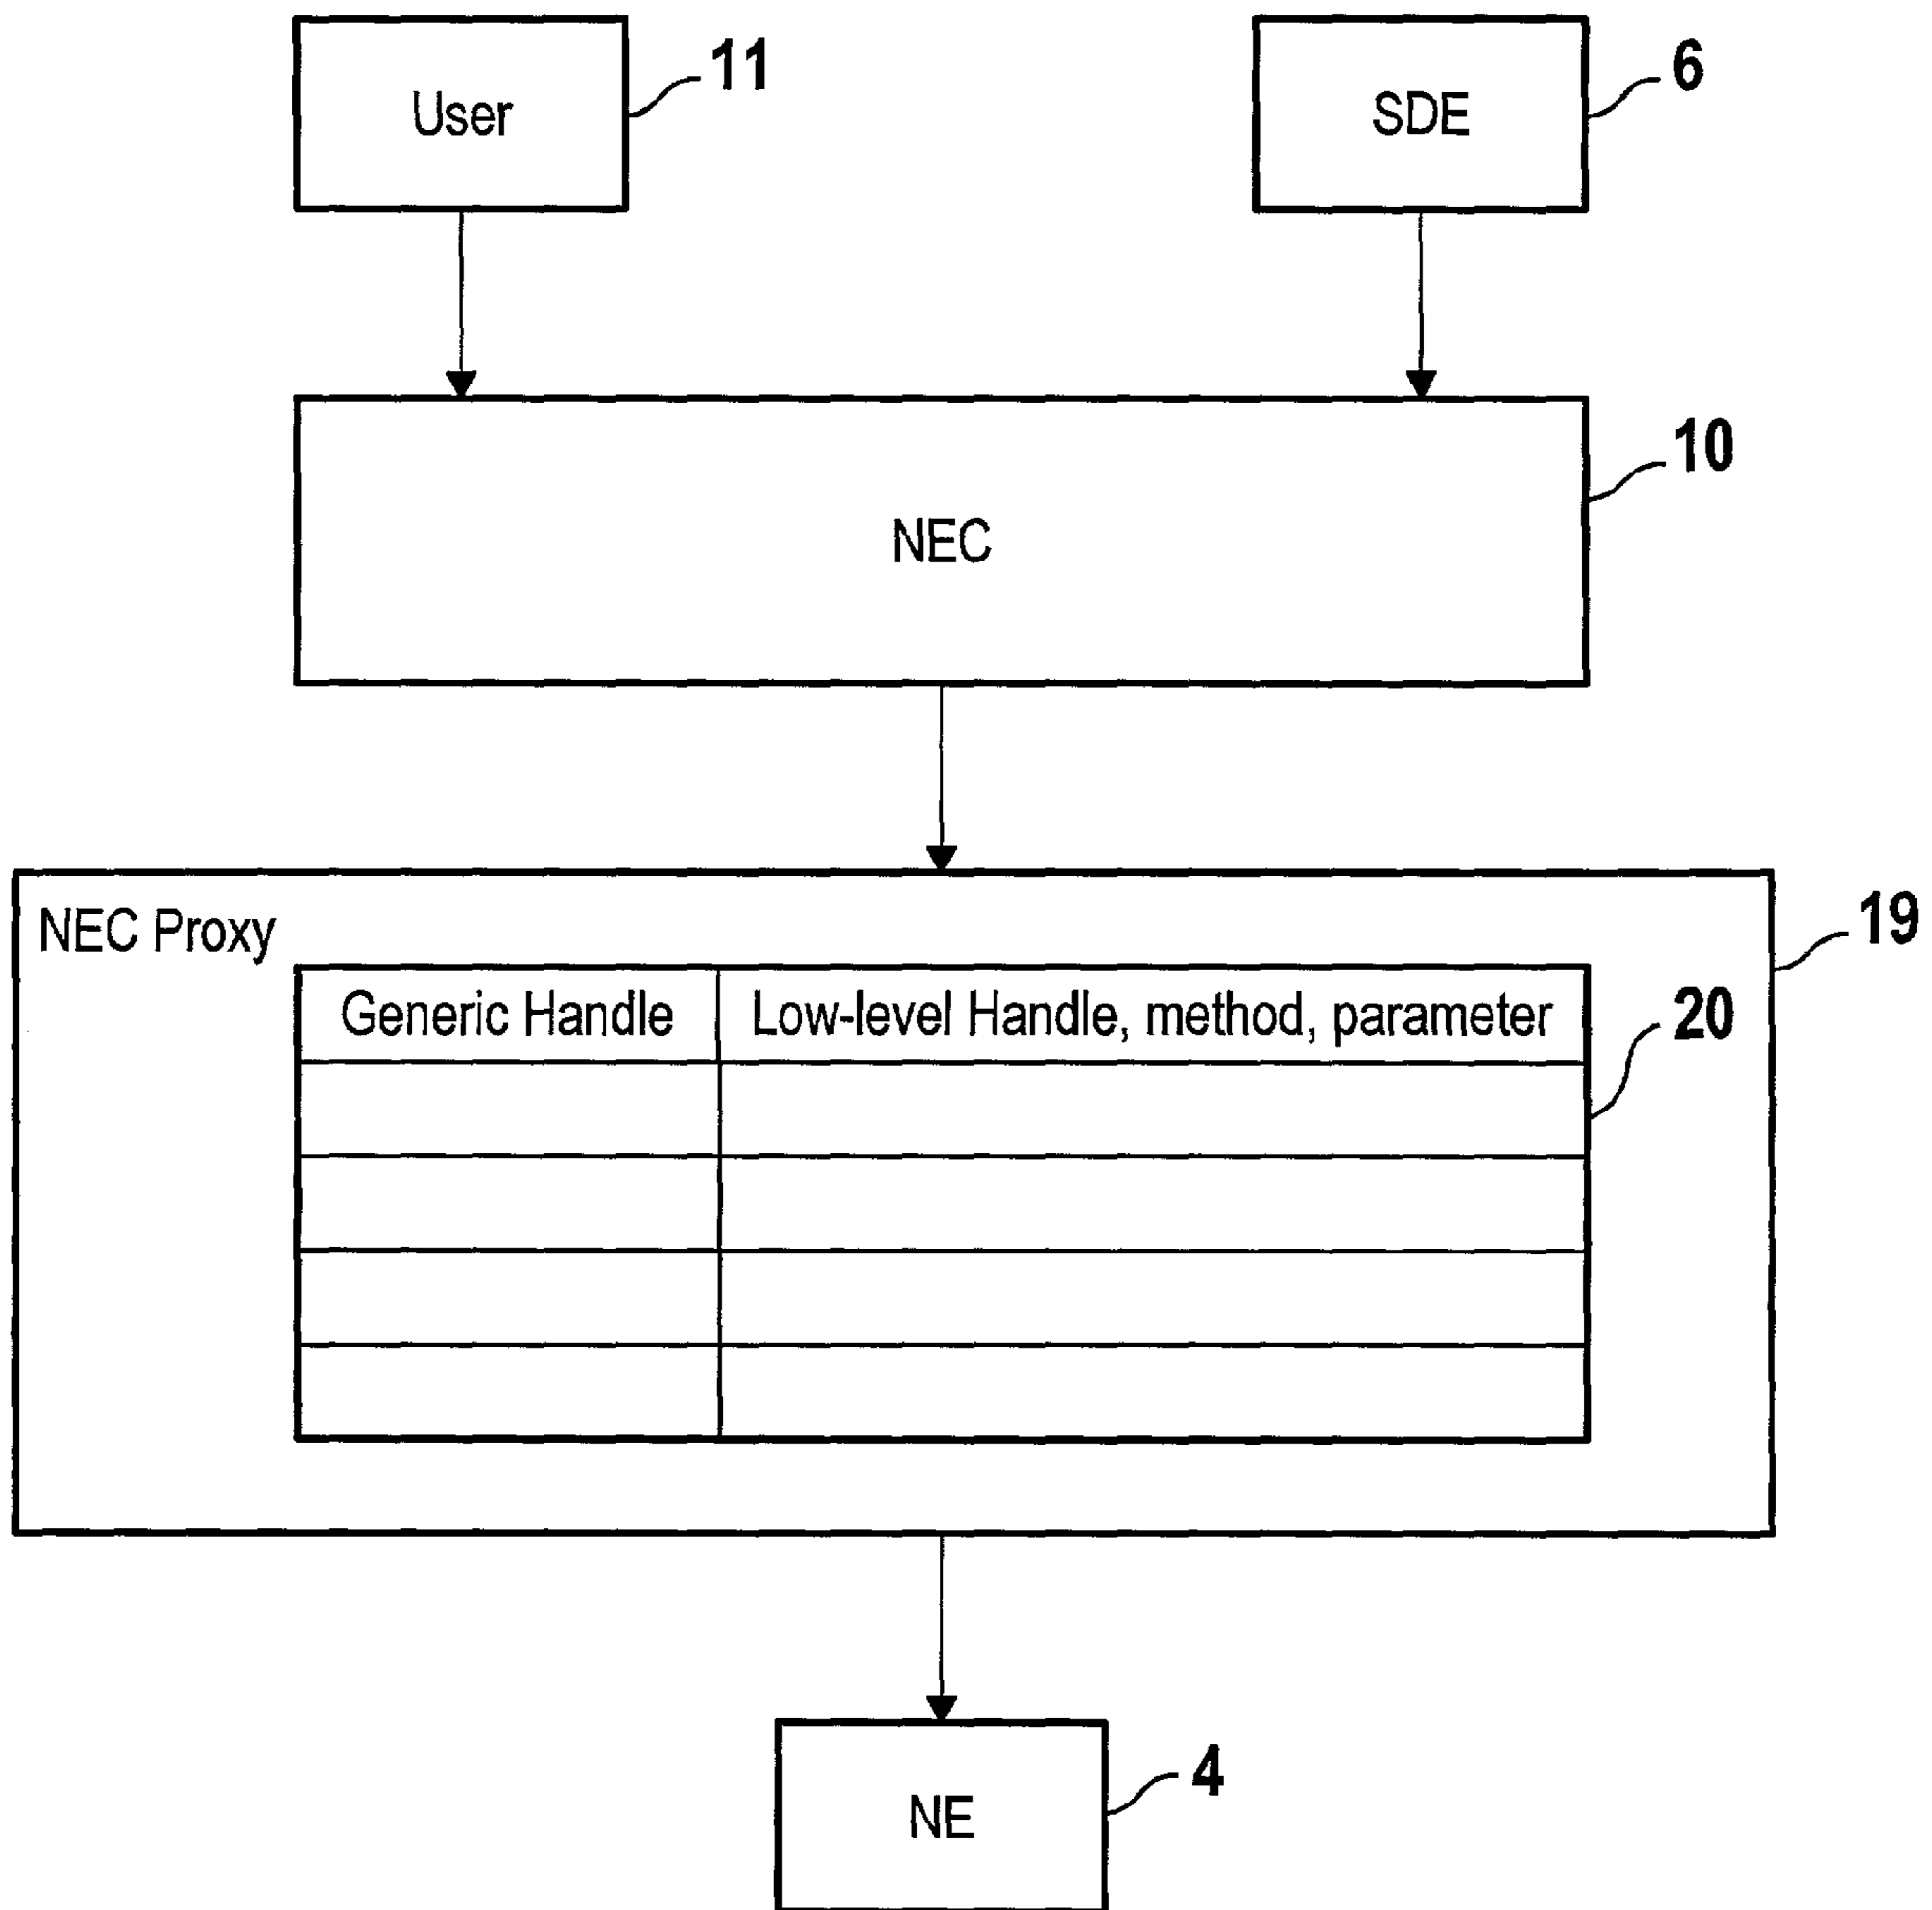 User
11
SDE
6
NEC
10
NEC Proxy
19
Generic Handle
Low-level Handle, method, parameter
20
NE
4